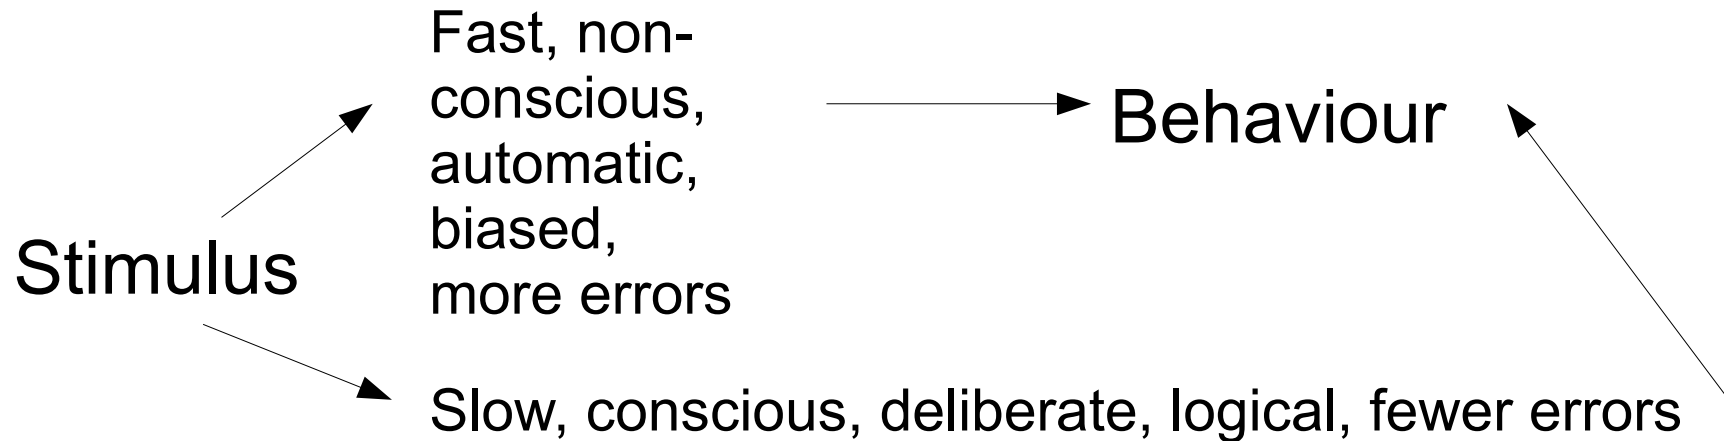 Stimulus
Fast, non-
conscious,
automatic,
biased,
more errors
Behaviour
Slow, conscious, deliberate, logical, fewer errors